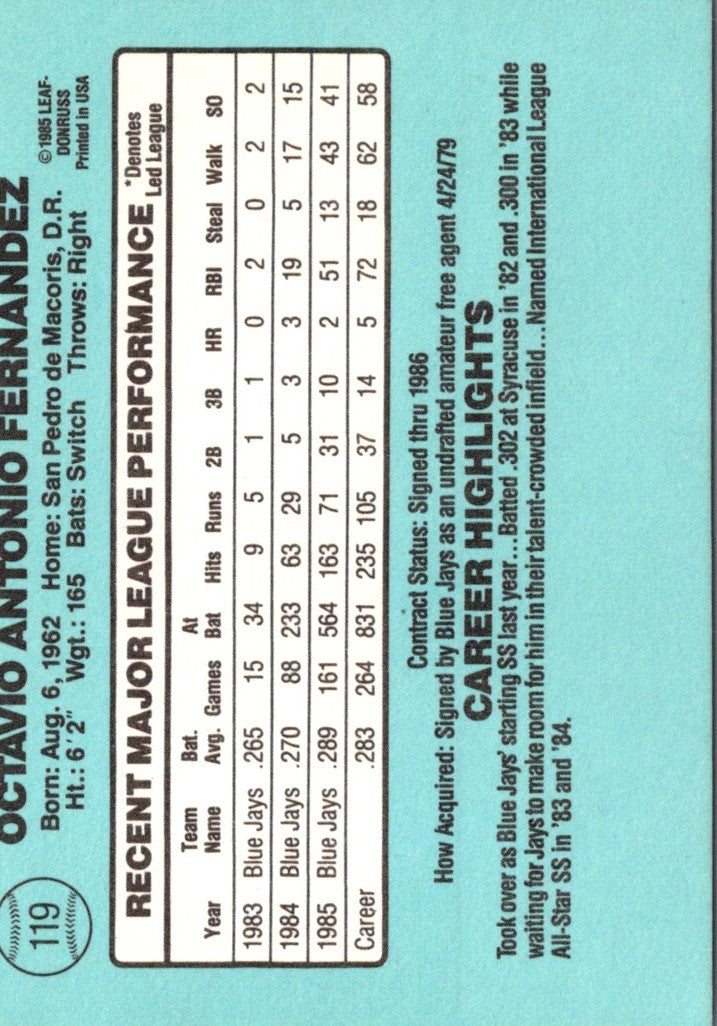 119
OCTAVIO ANTONIO FERNANDEZ
Born: Aug. 6, 1962 Home: San Pedro de Macoris, D.R.
Ht.: 6'2" Wgt.: 165 Bats: Switch Throws: Right
©1985 LEAF-
DONRUSS
Printed in USA
RECENT MAJOR LEAGUE PERFORMANCE
*Denotes
Led League
Year Team Name Bat. Avg. Games At Bat Hits Runs 2B 3B HR RBI Steal Walk SO
1983 Blue Jays .265 15 34 9 5 1 1 0 2 0 2 2
1984 Blue Jays .270 88 233 63 29 5 3 3 19 5 17 15
1985 Blue Jays .289 161 564 163 71 31 10 2 51 13 43 41
Career .283 264 831 235 105 37 14 5 72 18 62 58
Contract Status: Signed thru 1986
How Acquired: Signed by Blue Jays as an undrafted amateur free agent 4/24/79
CAREER HIGHLIGHTS
Took over as Blue Jays' starting SS last year...Batted .302 at Syracuse in '82 and .300 in '83 while
waiting for Jays to make room for him in their talent-crowded infield...Named International League
All-Star SS in '83 and '84.